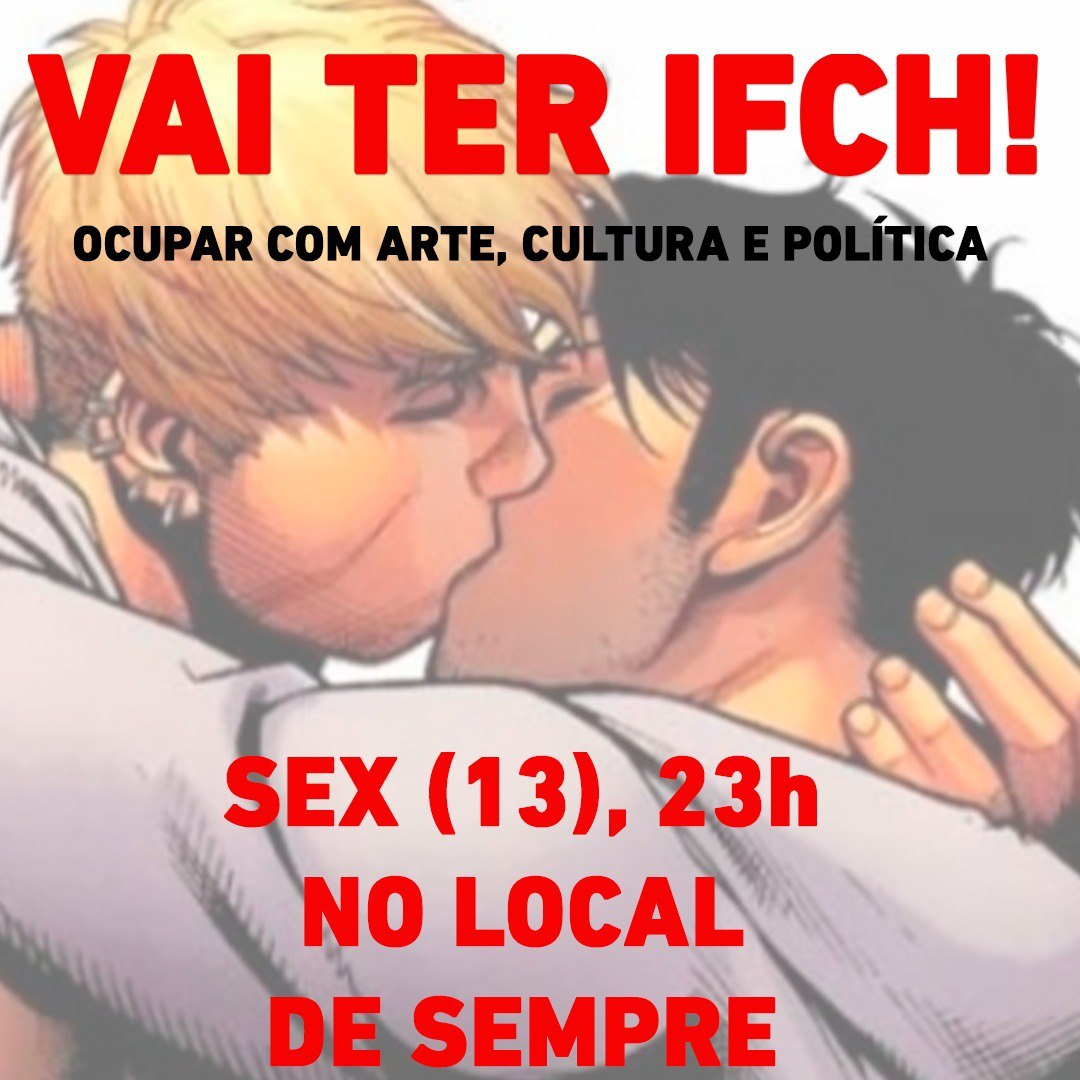 VAI TER IFCH!
OCUPAR COM ARTE, CULTURA E POLÍTICA
SEX (13), 23h
NO LOCAL
DE SEMPRE